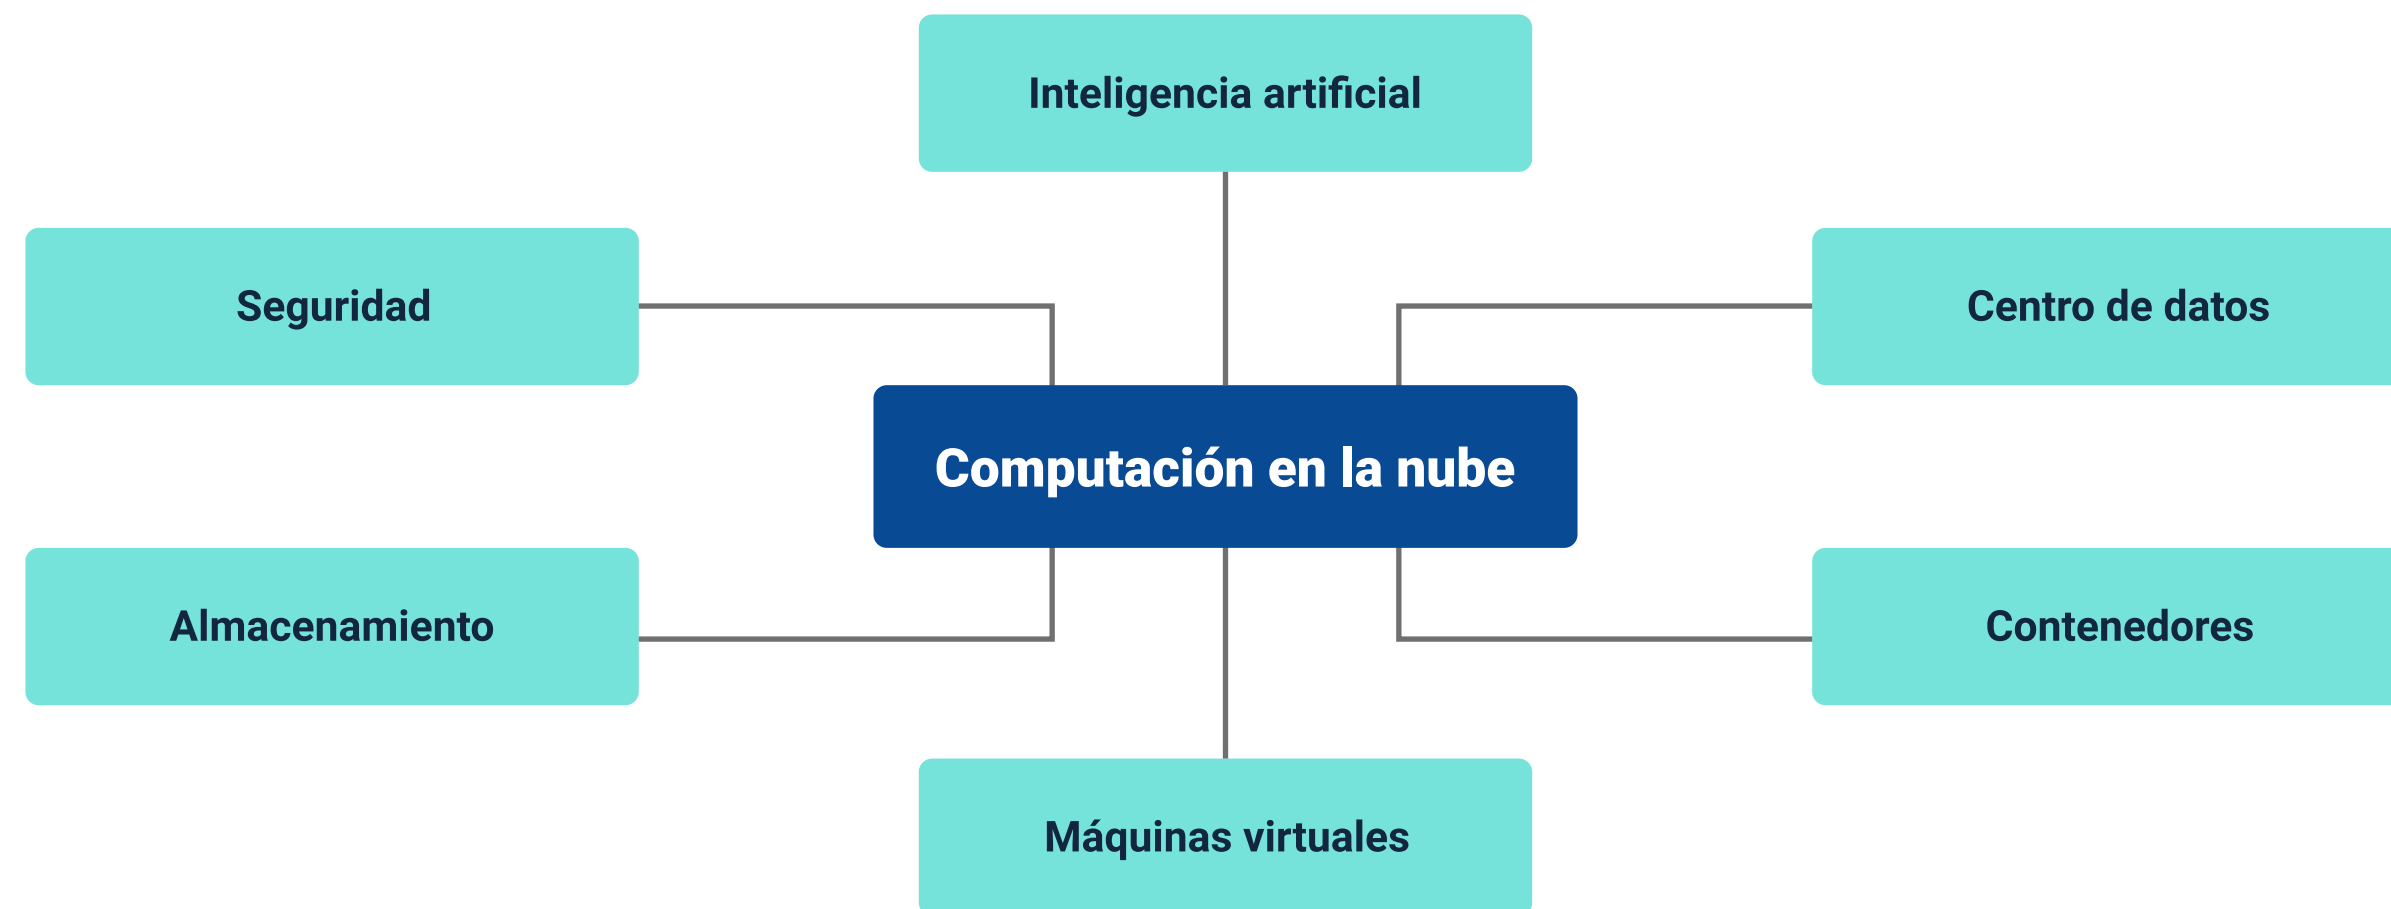 Inteligencia artificial
Seguridad
Centro de datos
Computación en la nube
Almacenamiento
Contenedores
Máquinas virtuales